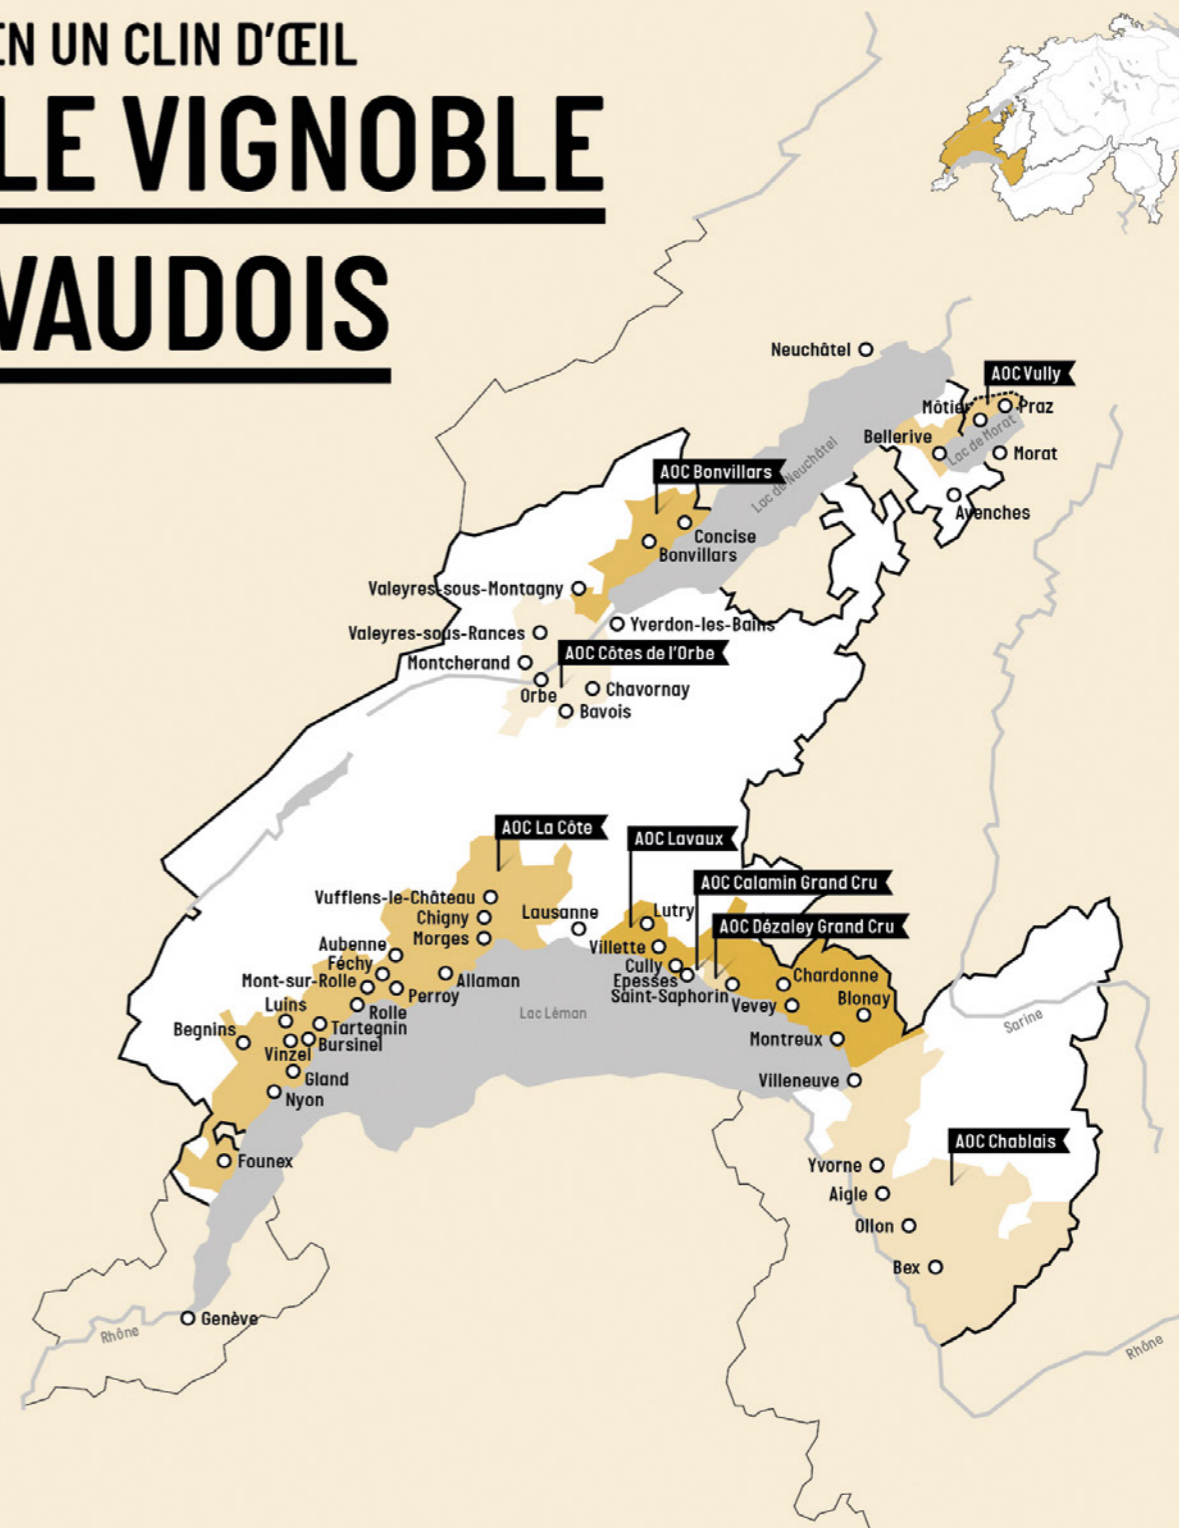 EN UN CLIN D'ŒIL
LE VIGNOBLE
VAUDOIS
Neuchâtel
AOC Vully
Môtier
Praz
Bellerive
Lac de Morat
Morat
Lac de Neuchâtel
AOC Bonvillars
Avenches
Concise
Bonvillars
Valeyres-sous-Montagny
Yverdon-les-Bains
Valeyres-sous-Rances
AOC Côtes de l'Orbe
Montcherand
Orbe
Chavornay
Bavois
AOC La Côte
AOC Lavaux
AOC Calamin Grand Cru
Vufflens-le-Château
Lausanne
Lutry
Chigny
AOC Dézaley Grand Cru
Morges
Villette
Aubenne
Féchy
Cully
Mont-sur-Rolle
Allaman
Epesses
Chardonne
Perroy
Saint-Saphorin
Vevey
Blonay
Luins
Rolle
Lac Léman
Sarine
Begnins
Tartegnin
Vinzel
Bursinel
Montreux
Gland
Villeneuve
Nyon
AOC Chablais
Founex
Yvorne
Aigle
Ollon
Bex
Genève
Rhône
Rhône